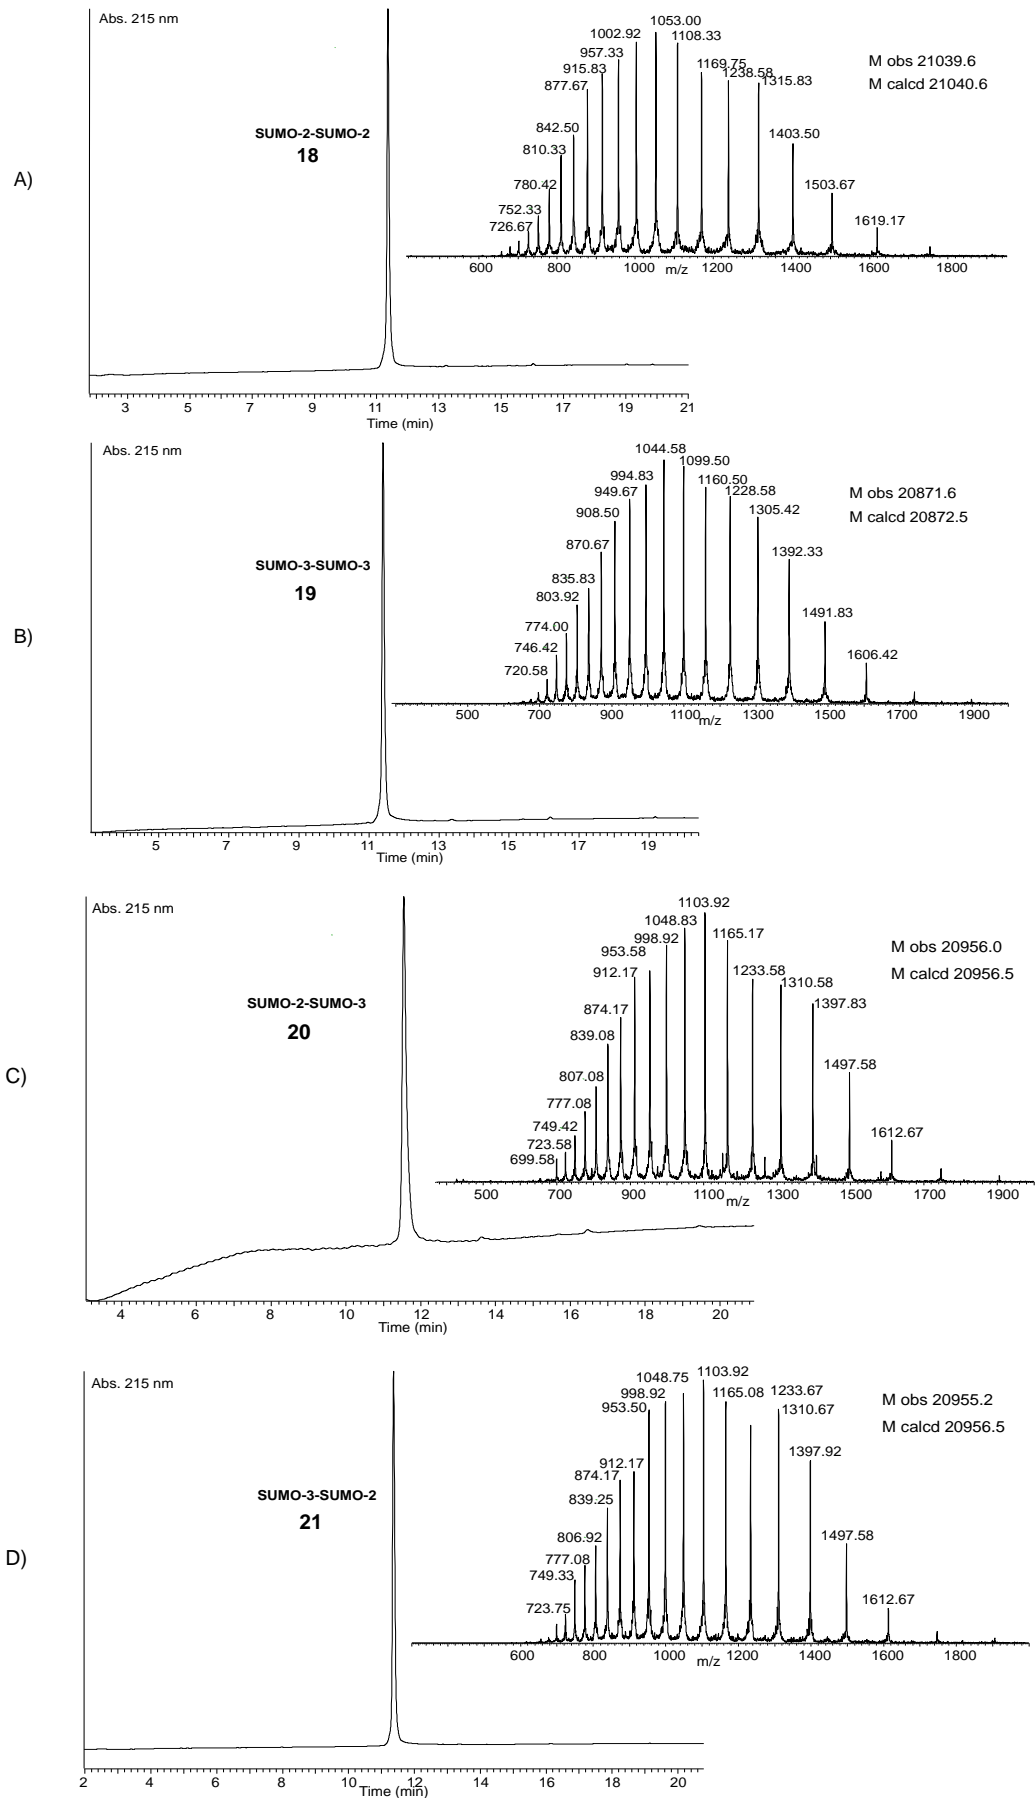 A)
Abs. 215 nm
SUMO-2-SUMO-2
18
M obs 21039.6
M calcd 21040.6
726.67
752.33
780.42
810.33
842.50
877.67
915.83
957.33
1002.92
1053.00
1108.33
1169.75
1238.58
1315.83
1403.50
1503.67
1619.17
600 800 1000 1200 1400 1600 1800
m/z
3 5 7 9 11 13 15 17 19 21
Time (min)
B)
Abs. 215 nm
SUMO-3-SUMO-3
19
M obs 20871.6
M calcd 20872.5
720.58
746.42
774.00
803.92
835.83
870.67
908.50
949.67
994.83
1044.58
1099.50
1160.50
1228.58
1305.42
1392.33
1491.83
1606.42
500 700 900 1100 1300 1500 1700 1900
m/z
5 7 9 11 13 15 17 19
Time (min)
C)
Abs. 215 nm
SUMO-2-SUMO-3
20
M obs 20956.0
M calcd 20956.5
699.58
723.58
749.42
777.08
807.08
839.08
874.17
912.17
953.58
998.92
1048.83
1103.92
1165.17
1233.58
1310.58
1397.83
1497.58
1612.67
500 700 900 1100 1300 1500 1700 1900
m/z
4 6 8 10 12 14 16 18 20
Time (min)
D)
Abs. 215 nm
SUMO-3-SUMO-2
21
M obs 20955.2
M calcd 20956.5
723.75
749.33
777.08
806.92
839.25
874.17
912.17
953.50
998.92
1048.75
1103.92
1165.08
1233.67
1310.67
1397.92
1497.58
1612.67
600 800 1000 1200 1400 1600 1800
m/z
2 4 6 8 10 12 14 16 18 20
Time (min)